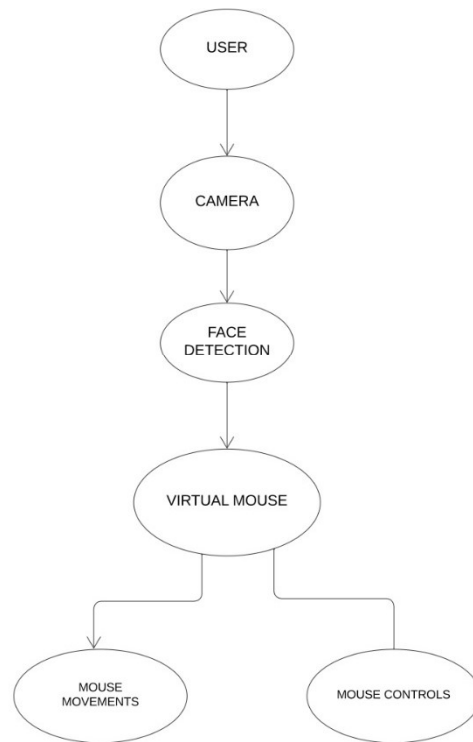 USER
CAMERA
FACE
DETECTION
VIRTUAL MOUSE
MOUSE
MOVEMENTS
MOUSE CONTROLS